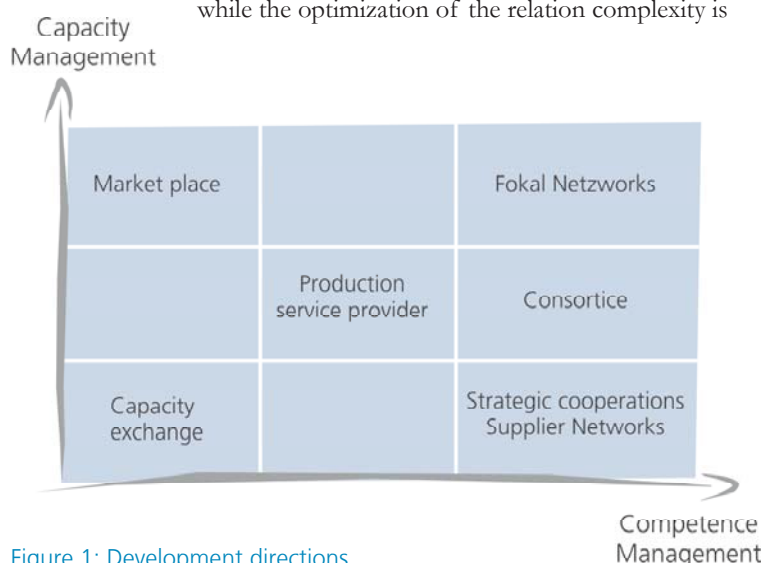 while the optimization of the relation complexity is
Capacity
Management
Market place
Fokal Netzworks
Production
service provider
Consortice
Capacity
exchange
Strategic cooperations
Supplier Networks
Competence
Management
Figure 1: Development directions